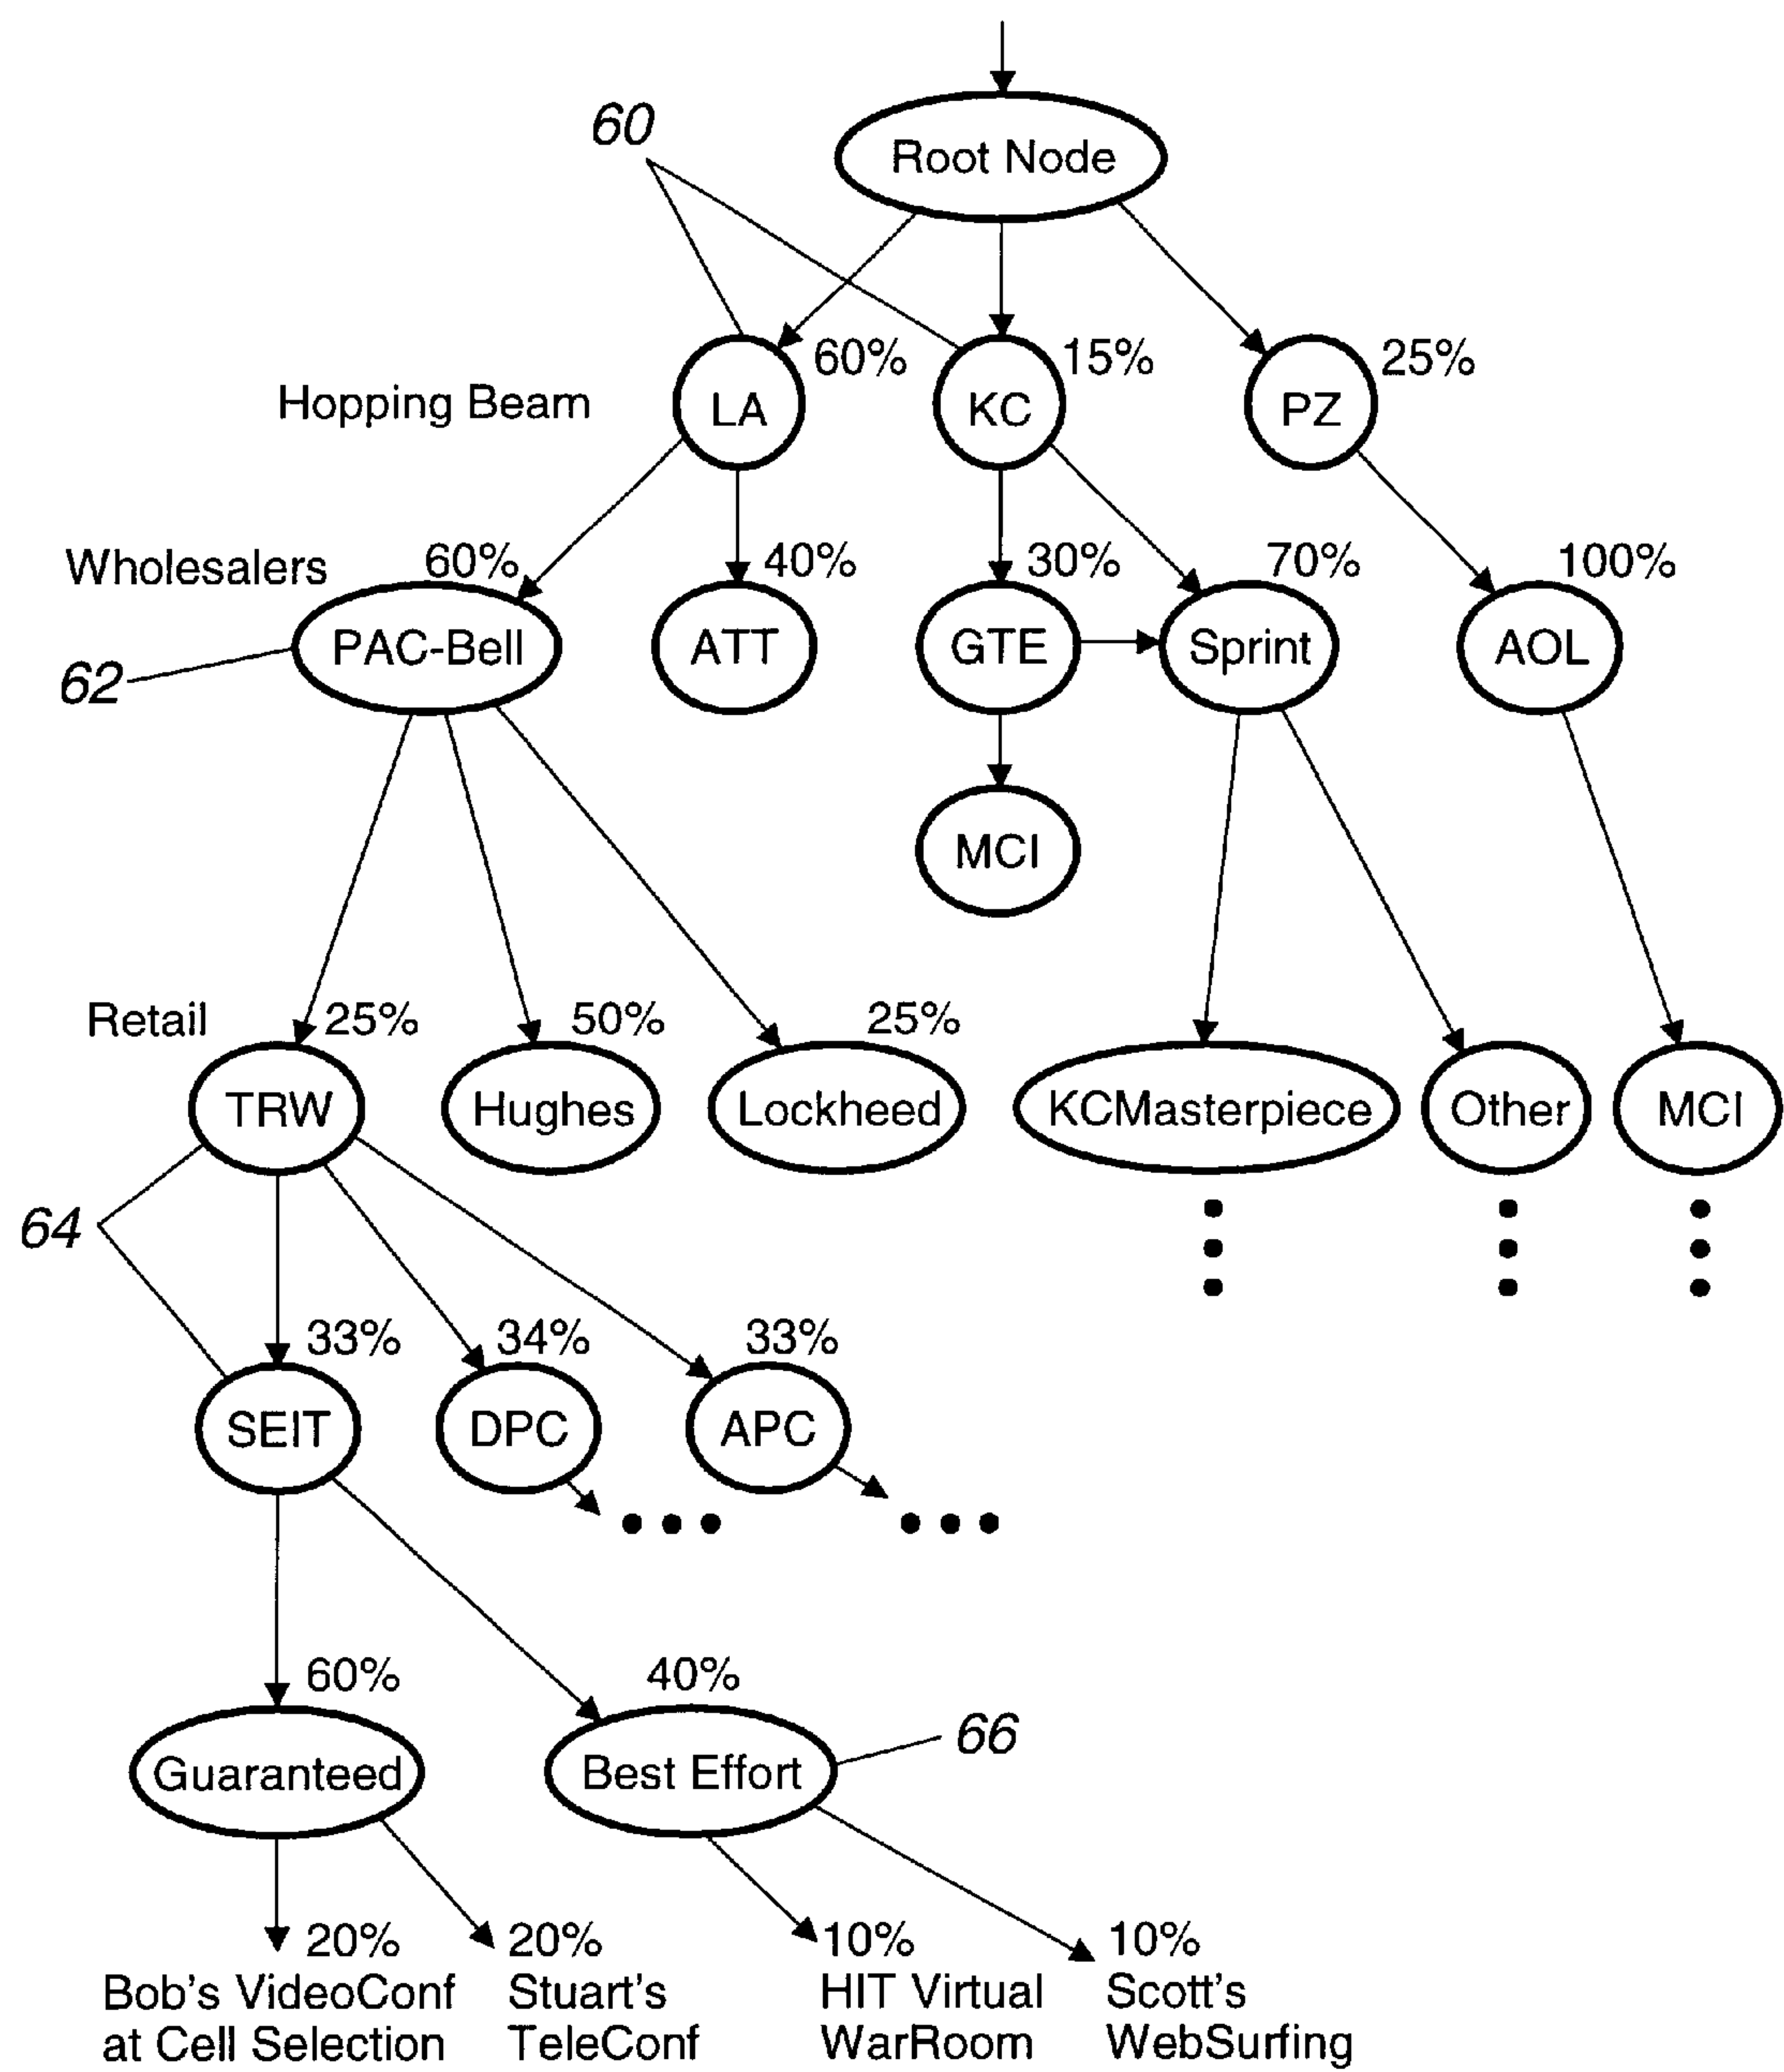 60
Root Node
Hopping Beam
LA
60%
KC
15%
PZ
25%
Wholesalers
60%
40%
30%
70%
100%
PAC-Bell
ATT
GTE
Sprint
AOL
62
MCI
Retail
25%
50%
25%
TRW
Hughes
Lockheed
KCMasterpiece
Other
MCI
64
33%
34%
33%
SEIT
DPC
APC
60%
40%
Guaranteed
Best Effort
66
20%
Bob's VideoConf
at Cell Selection
20%
Stuart's
TeleConf
10%
HIT Virtual
WarRoom
10%
Scott's
WebSurfing